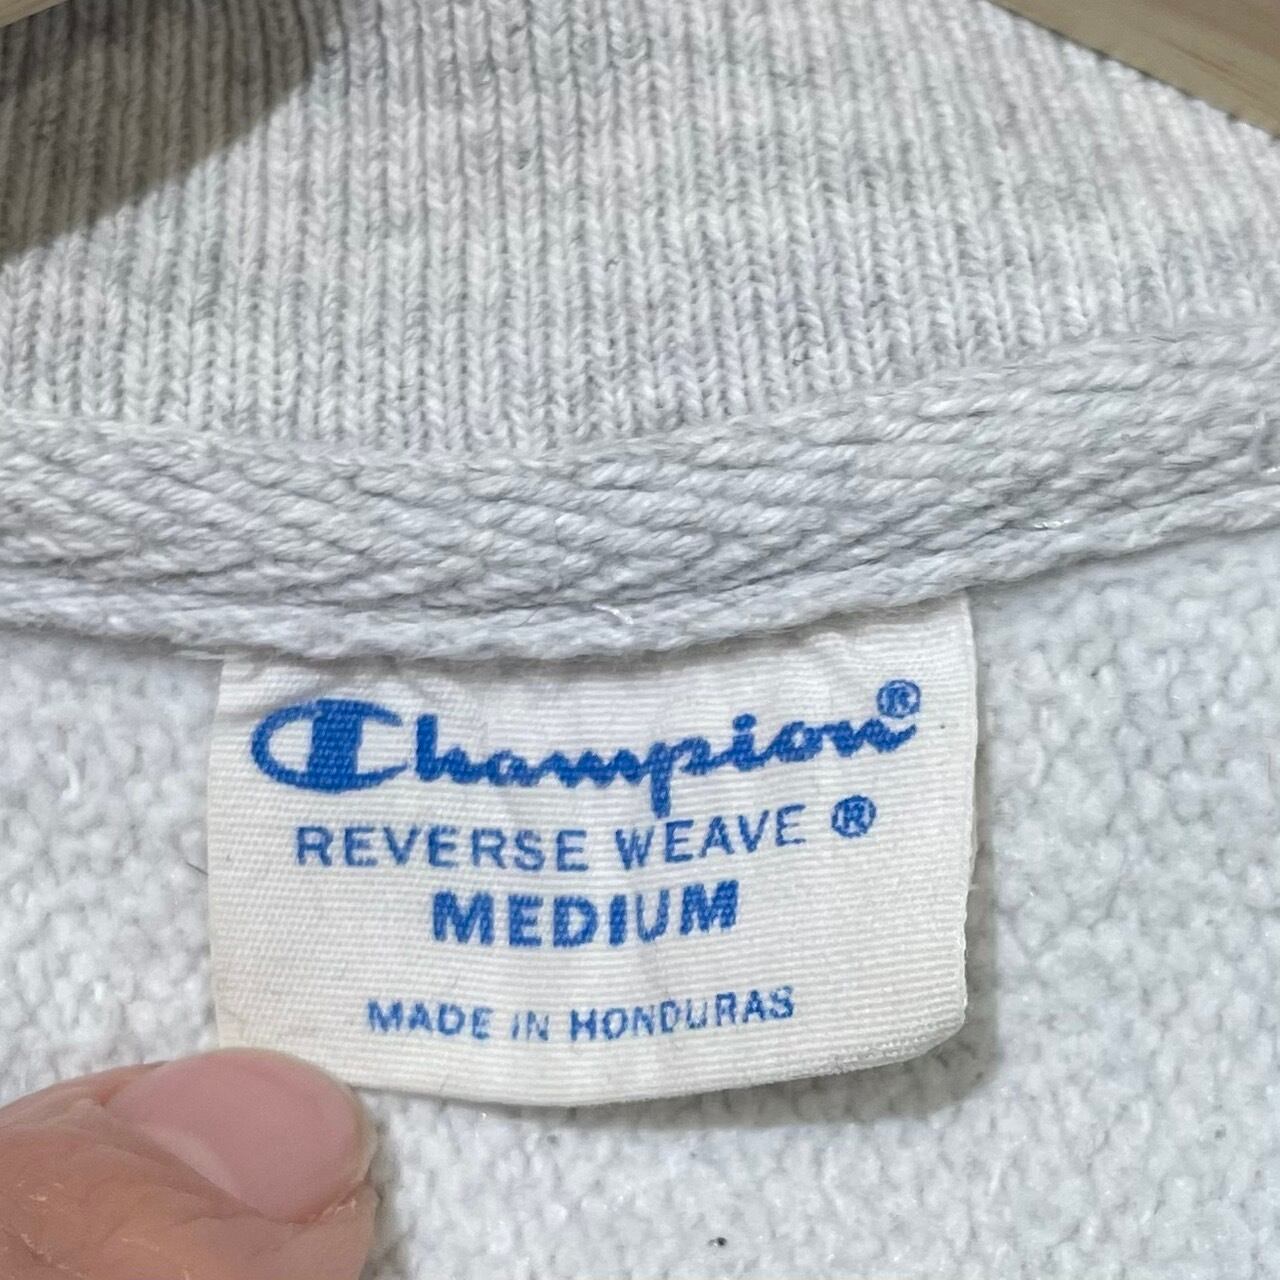 Champion®
REVERSE WEAVE ®
MEDIUM
MADE IN HONDURAS